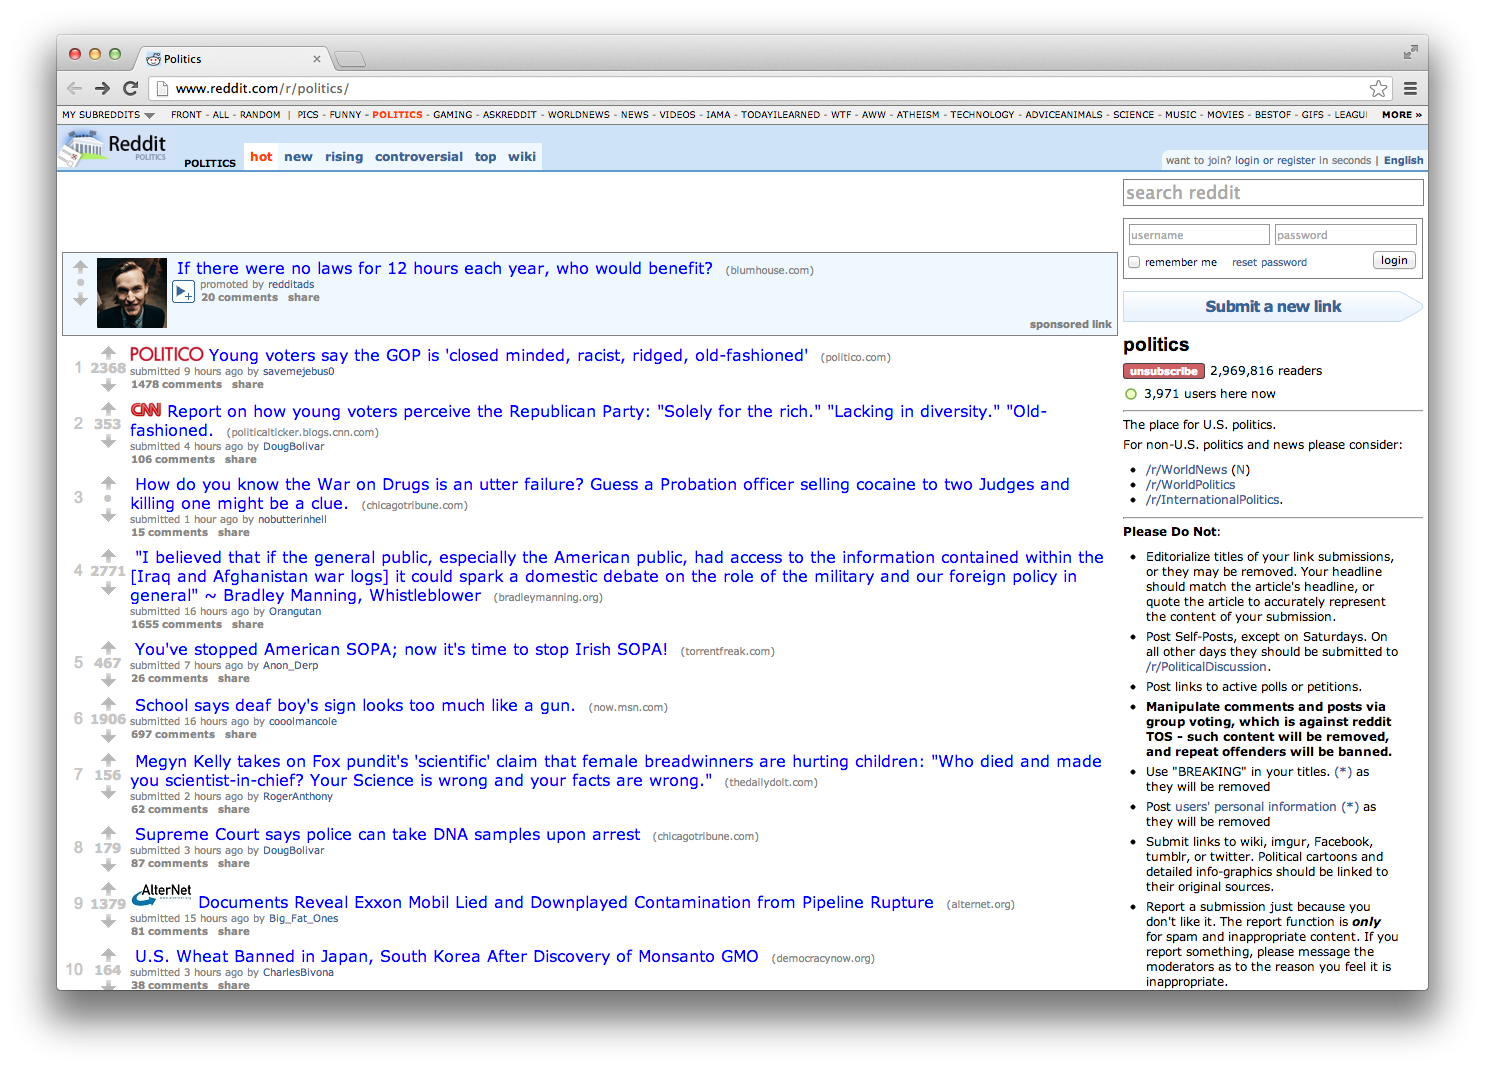 Politics
www.reddit.com/r/politics/
MY SUBREDDITS FRONT - ALL - RANDOM | PICS - FUNNY - POLITICS - GAMING - ASKREDDIT - WORLDNEWS - NEWS - VIDEOS - IAMA - TODAYILEARNED - WTF - AWW - ATHEISM - TECHNOLOGY - ADVICEANIMALS - SCIENCE - MUSIC - MOVIES - BESTOF - GIFS - LEAGU MORE »
Reddit
POLITICS
POLITICS hot new rising controversial top wiki
want to join? login or register in seconds | English
If there were no laws for 12 hours each year, who would benefit? (blumhouse.com)
promoted by redditads
20 comments share
sponsored link
1 2368 POLITICO Young voters say the GOP is 'closed minded, racist, ridged, old-fashioned' (politico.com)
submitted 9 hours ago by savemejebus0
1478 comments share
2 353 CNN Report on how young voters perceive the Republican Party: "Solely for the rich." "Lacking in diversity." "Old-
fashioned. (politicalticker.blogs.cnn.com)
submitted 4 hours ago by DougBolivar
106 comments share
3 How do you know the War on Drugs is an utter failure? Guess a Probation officer selling cocaine to two Judges and
killing one might be a clue. (chicagotribune.com)
submitted 1 hour ago by nobutterinhell
15 comments share
4 2771 "I believed that if the general public, especially the American public, had access to the information contained within the
[Iraq and Afghanistan war logs] it could spark a domestic debate on the role of the military and our foreign policy in
general" ~ Bradley Manning, Whistleblower (bradleymanning.org)
submitted 16 hours ago by Orangutan
1655 comments share
5 467 You've stopped American SOPA; now it's time to stop Irish SOPA! (torrentfreak.com)
submitted 7 hours ago by Anon_Derp
26 comments share
6 1906 School says deaf boy's sign looks too much like a gun. (now.msn.com)
submitted 16 hours ago by cooolmancole
697 comments share
7 156 Megyn Kelly takes on Fox pundit's 'scientific' claim that female breadwinners are hurting children: "Who died and made
you scientist-in-chief? Your Science is wrong and your facts are wrong." (thedailydolt.com)
submitted 2 hours ago by RogerAnthony
62 comments share
8 179 Supreme Court says police can take DNA samples upon arrest (chicagotribune.com)
submitted 3 hours ago by DougBolivar
87 comments share
9 1379 AlterNet Documents Reveal Exxon Mobil Lied and Downplayed Contamination from Pipeline Rupture (alternet.org)
submitted 15 hours ago by Big_Fat_Ones
81 comments share
10 164 U.S. Wheat Banned in Japan, South Korea After Discovery of Monsanto GMO (democracynow.org)
submitted 3 hours ago by CharlesBivona
38 comments share
search reddit
username password
remember me reset password login
Submit a new link
politics
unsubscribe 2,969,816 readers
3,971 users here now
The place for U.S. politics.
For non-U.S. politics and news please consider:
• /r/WorldNews (N)
• /r/WorldPolitics
• /r/InternationalPolitics.
Please Do Not:
• Editorialize titles of your link submissions,
or they may be removed. Your headline
should match the article's headline, or
quote the article to accurately represent
the content of your submission.
• Post Self-Posts, except on Saturdays. On
all other days they should be submitted to
/r/PoliticalDiscussion.
• Post links to active polls or petitions.
• Manipulate comments and posts via
group voting, which is against reddit
TOS - such content will be removed,
and repeat offenders will be banned.
• Use "BREAKING" in your titles. (*) as
they will be removed
• Post users' personal information (*) as
they will be removed
• Submit links to wiki, imgur, Facebook,
tumblr, or twitter. Political cartoons and
detailed info-graphics should be linked to
their original sources.
• Report a submission just because you
don't like it. The report function is only
for spam and inappropriate content. If you
report something, please message the
moderators as to the reason you feel it is
inappropriate.